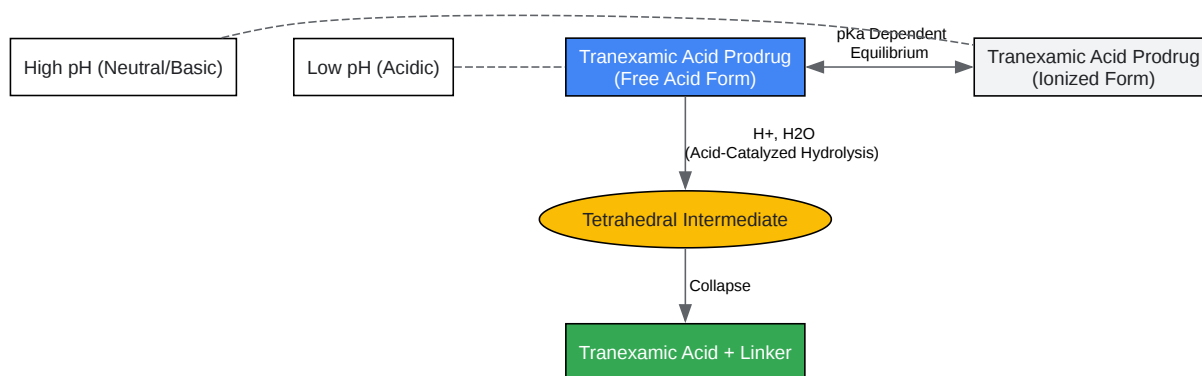 High pH (Neutral/Basic)
Low pH (Acidic)
Tranexamic Acid Prodrug
(Free Acid Form)
pKa Dependent
Equilibrium
Tranexamic Acid Prodrug
(Ionized Form)
H+, H2O
(Acid-Catalyzed Hydrolysis)
Tetrahedral Intermediate
Collapse
Tranexamic Acid + Linker